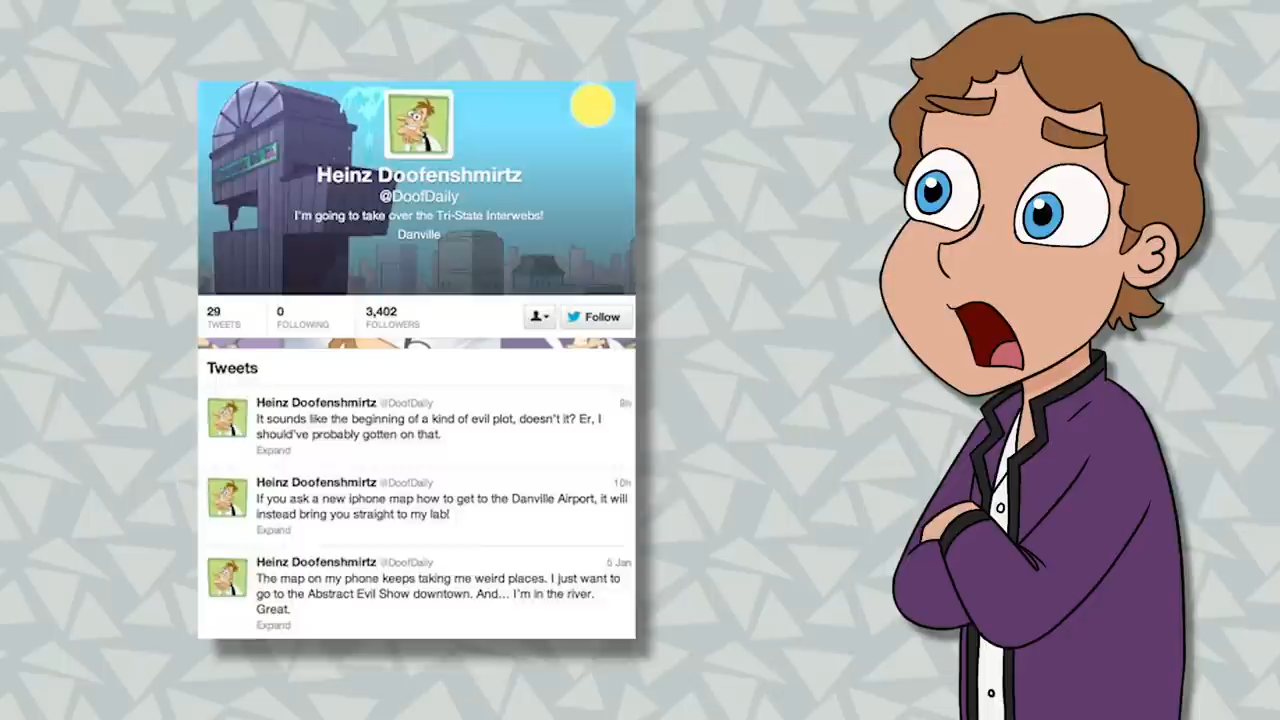 Heinz Doofenshmirtz
@DoofDaily
I'm going to take over the Tri-State Interwebs!
Danville
29
TWEETS
0
FOLLOWING
3,402
FOLLOWERS
Follow
Tweets
Heinz Doofenshmirtz @DoofDaily 9h
It sounds like the beginning of a kind of evil plot, doesn't it? Er, I
should've probably gotten on that.
Expand
Heinz Doofenshmirtz @DoofDaily 10h
If you ask a new iphone map how to get to the Danville Airport, it will
instead bring you straight to my lab!
Expand
Heinz Doofenshmirtz @DoofDaily 5 Jan
The map on my phone keeps taking me weird places. I just want to
go to the Abstract Evil Show downtown. And... I'm in the river.
Great.
Expand